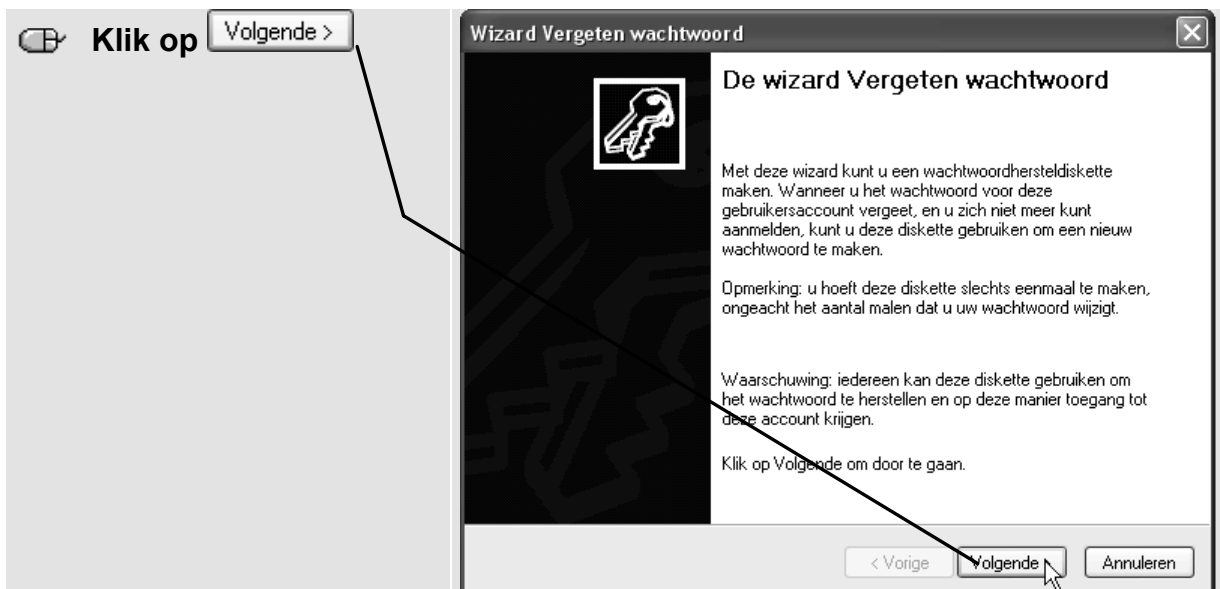 Klik op Volgende >
Wizard Vergeten wachtwoord
De wizard Vergeten wachtwoord
Met deze wizard kunt u een wachtwoordhersteldiskette
maken. Wanneer u het wachtwoord voor deze
gebruikersaccount vergeet, en u zich niet meer kunt
aanmelden, kunt u deze diskette gebruiken om een nieuw
wachtwoord te maken.
Opmerking: u hoeft deze diskette slechts eenmaal te maken,
ongeacht het aantal malen dat u uw wachtwoord wijzigt.
Waarschuwing: iedereen kan deze diskette gebruiken om
het wachtwoord te herstellen en op deze manier toegang tot
deze account krijgen.
Klik op Volgende om door te gaan.
< Vorige Volgende Annuleren